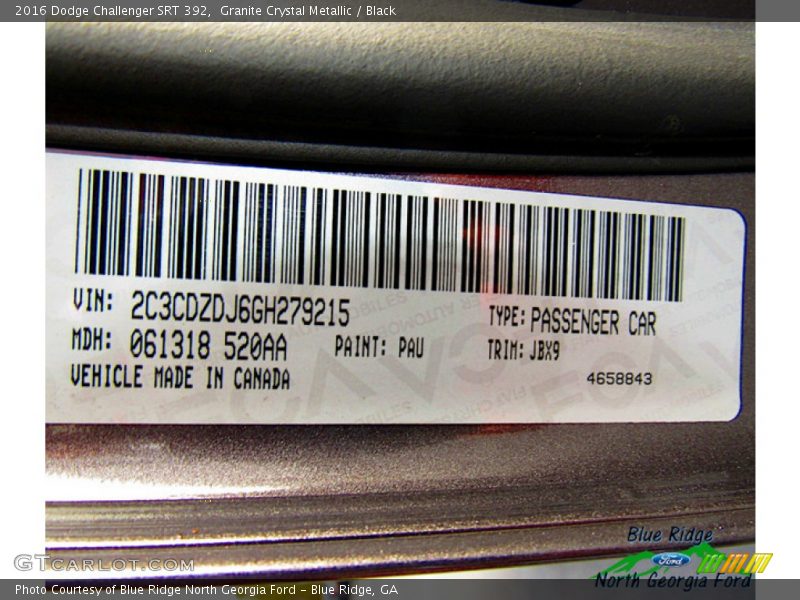 2016 Dodge Challenger SRT 392, Granite Crystal Metallic / Black
VIN: 2C3CDZDJ6GH279215
TYPE: PASSENGER CAR
MDH: 061318 520AA
PAINT: PAU
TRIM: JBX9
VEHICLE MADE IN CANADA
4658843
Blue Ridge
Ford
North Georgia Ford
GTCarLot.com
Photo Courtesy of Blue Ridge North Georgia Ford – Blue Ridge, GA